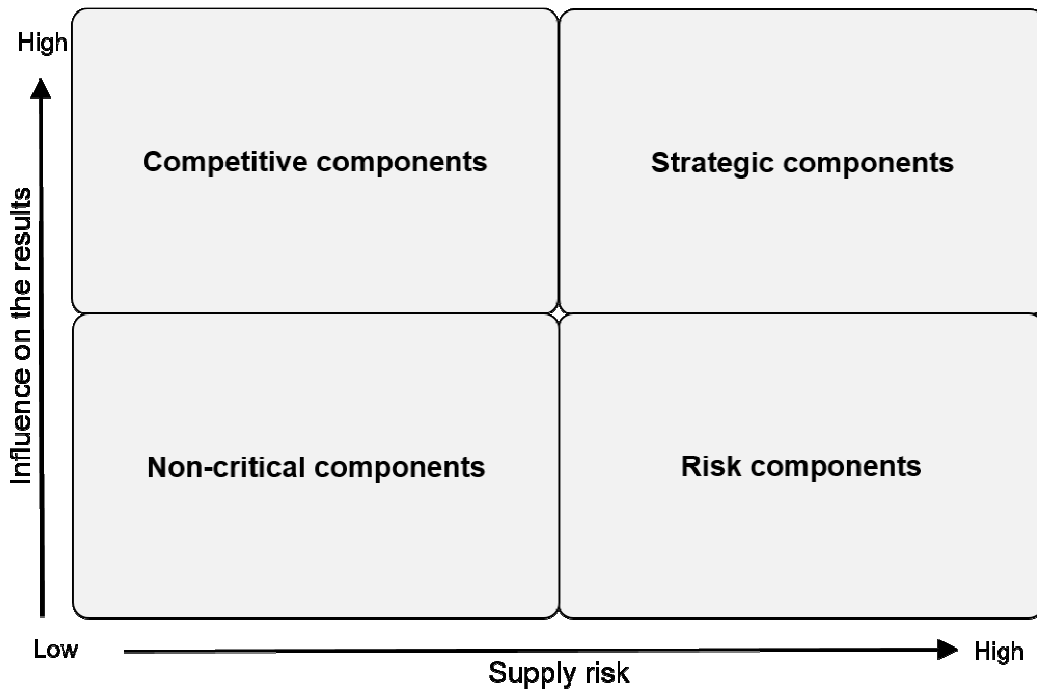 High
Competitive components
Strategic components
Influence on the results
Non-critical components
Risk components
Low
High
Supply risk